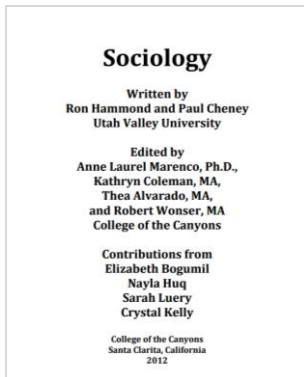 Sociology
Written by
Ron Hammond and Paul Cheney
Utah Valley University
Edited by
Anne Laurel Marenco, Ph.D.,
Kathryn Coleman, MA,
Thea Alvarado, MA,
and Robert Wonser, MA
College of the Canyons
Contributions from
Elizabeth Bogumil
Nayla Huq
Sarah Luery
Crystal Kelly
College of the Canyons
Santa Clarita, California
2012